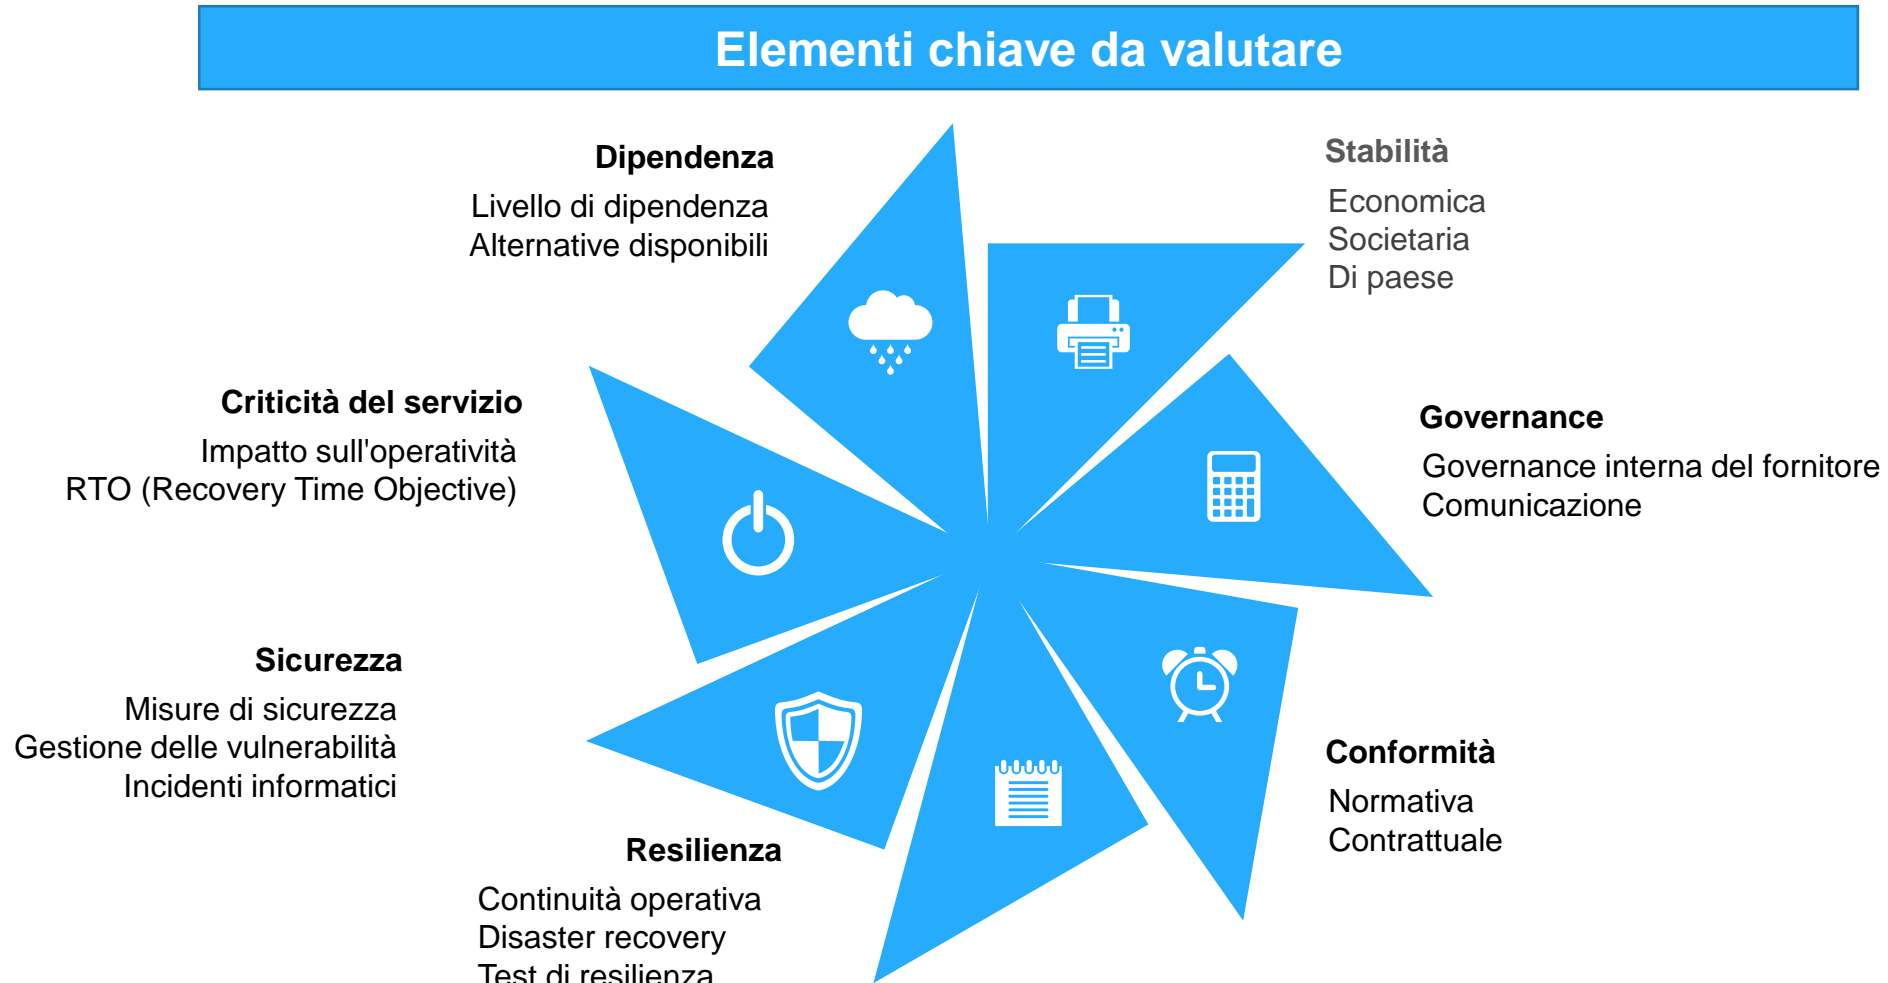 Elementi chiave da valutare
Dipendenza
Livello di dipendenza
Alternative disponibili
Stabilità
Economica
Societaria
Di paese
Criticità del servizio
Impatto sull'operatività
RTO (Recovery Time Objective)
Governance
Governance interna del fornitore
Comunicazione
Sicurezza
Misure di sicurezza
Gestione delle vulnerabilità
Incidenti informatici
Conformità
Normativa
Contrattuale
Resilienza
Continuità operativa
Disaster recovery
Test di resilienza